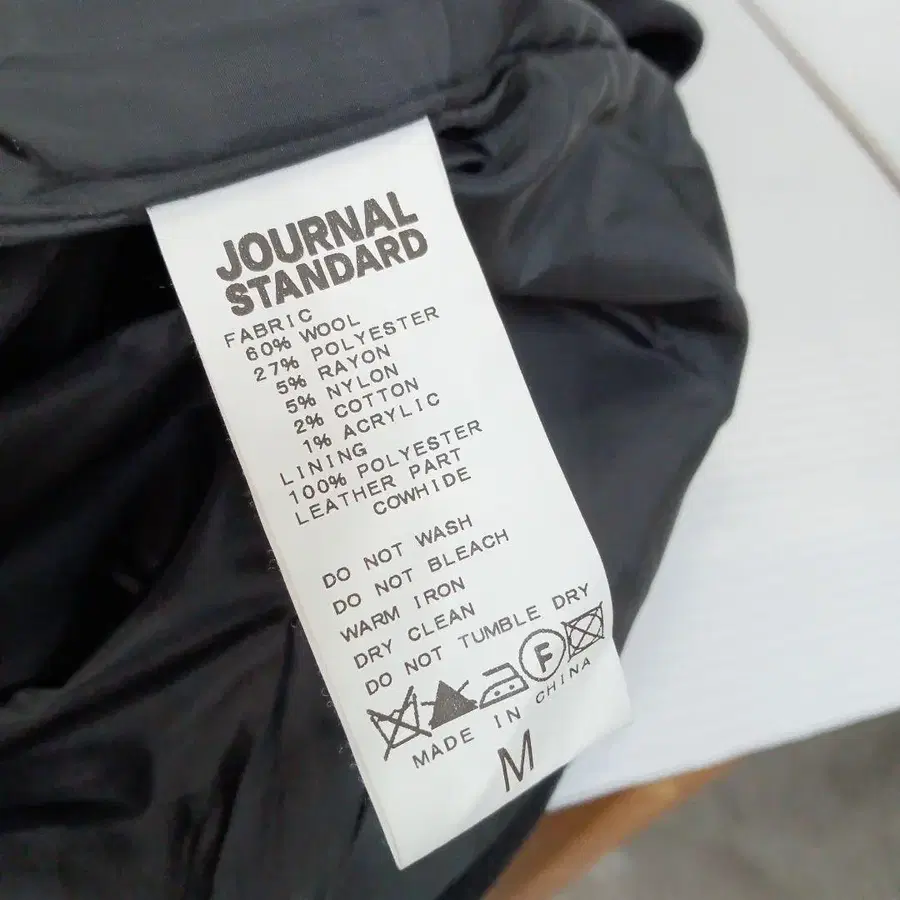 JOURNAL
STANDARD
FABRIC
60% WOOL
27% POLYESTER
5% RAYON
5% NYLON
2% COTTON
1% ACRYLIC
LINING
100% POLYESTER
LEATHER PART
COWHIDE
DO NOT WASH
DO NOT BLEACH
WARM IRON
DRY CLEAN
DO NOT TUMBLE DRY
F
MADE IN CHINA
M